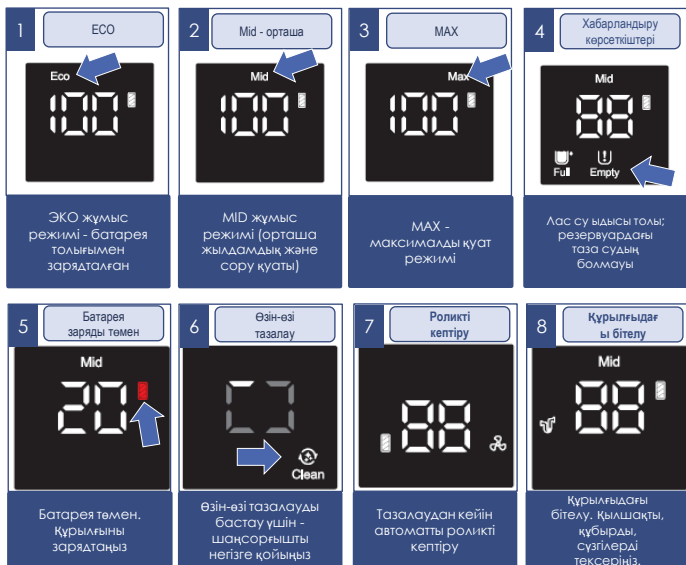 1
ECO
Eco
100
ЭКО жұмыс
режимі - батарея
толығымен
зарядталған
2
Mid - орташа
Mid
100
MID жұмыс
режимі (орташа
жылдамдық және
сору қуаты)
3
MAX
Max
100
MAX -
максималды қуат
режимі
4
Хабарландыру
көрсеткіштері
Mid
88
Full Empty
Лас су ыдысы толы;
резервуардағы
таза судың
болмауы
5
Батарея
заряды төмен
Mid
20
Батарея төмен.
Құрылғыны
зарядтаңыз
6
Өзін-өзі
тазалау
Clean
Өзін-өзі тазалауды
бастау үшін -
шаңсорғышты
негізге қойыңыз
7
Роликті
кептіру
88
Тазалаудан кейін
автоматты роликті
кептіру
8
Құрылғыдағ
ы бітелу
Mid
88
Құрылғыдағы
бітелу. Қылшақты,
құбырды,
сүзгілерді
тексеріңіз.